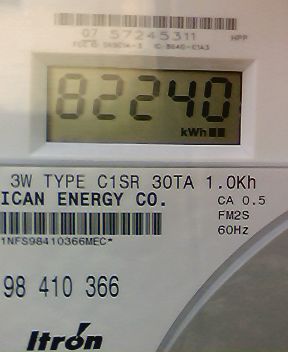 07 57245311 HPP
82240
kWh
3W TYPE C1SR 30TA 1.0Kh
ICAN ENERGY CO.
CA 0.5
FM2S
60Hz
1NFS98410366MEC*
98 410 366
Itron